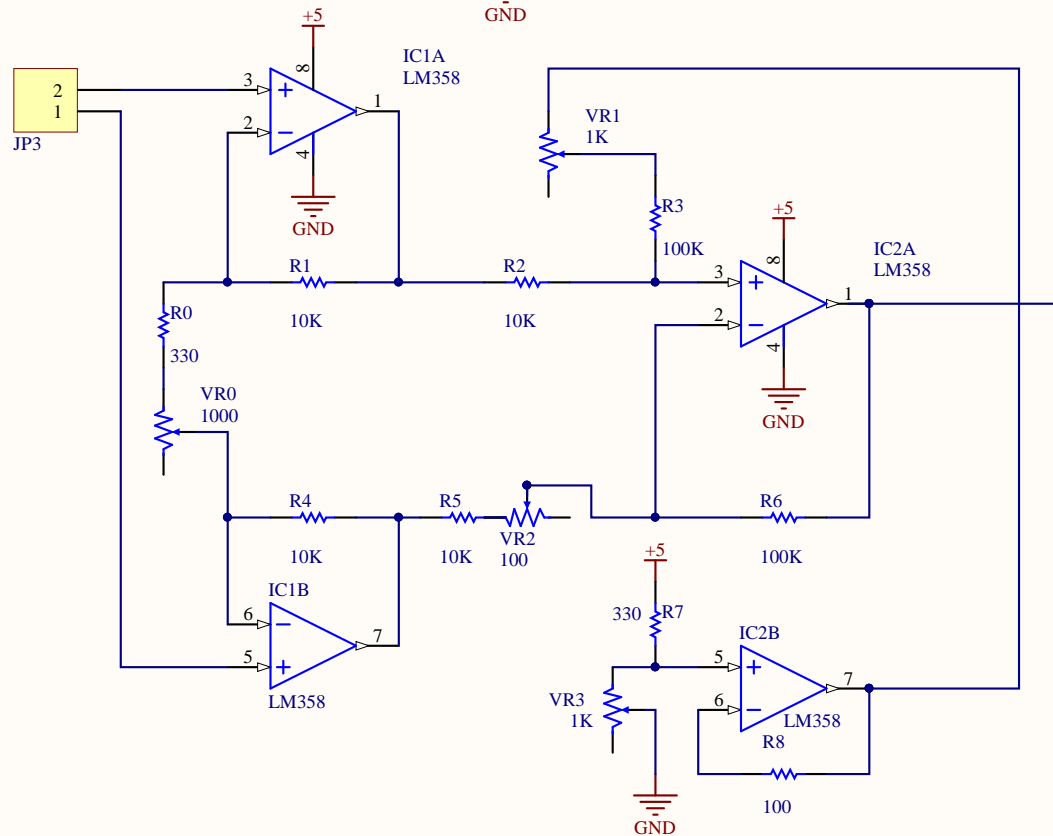 GND
+5
IC1A
LM358
8
3
2
1
4
GND
2
1
JP3
VR1
1K
R3
100K
+5
IC2A
LM358
8
3
2
1
4
GND
R1
10K
R2
10K
R0
330
VR0
1000
R4
10K
R5
10K
VR2
100
R6
100K
IC1B
6
5
7
LM358
+5
330 R7
IC2B
5
6
7
LM358
VR3
1K
R8
100
GND